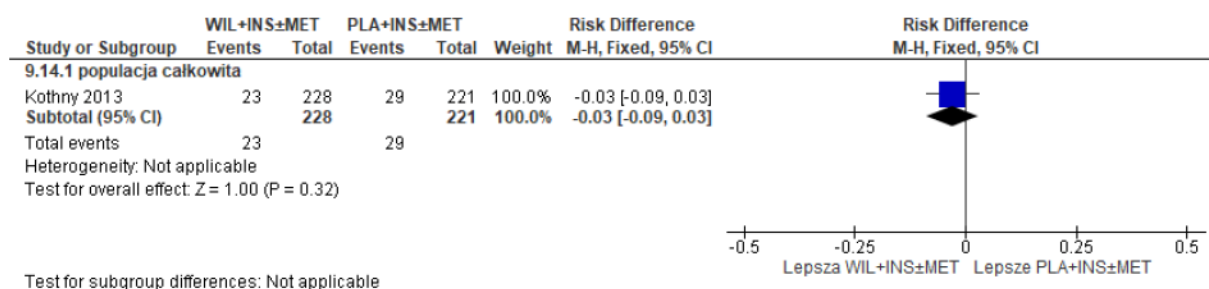 WIL+INS±MET PLA+INS±MET Risk Difference Risk Difference
Study or Subgroup Events Total Events Total Weight M-H, Fixed, 95% CI M-H, Fixed, 95% CI
9.14.1 populacja całkowita
Kothny 2013 23 228 29 221 100.0% -0.03 [-0.09, 0.03]
Subtotal (95% CI) 228 221 100.0% -0.03 [-0.09, 0.03]
Total events 23 29
Heterogeneity: Not applicable
Test for overall effect: Z = 1.00 (P = 0.32)
-0.5 -0.25 0 0.25 0.5
Lepsza WIL+INS±MET Lepsze PLA+INS±MET
Test for subgroup differences: Not applicable